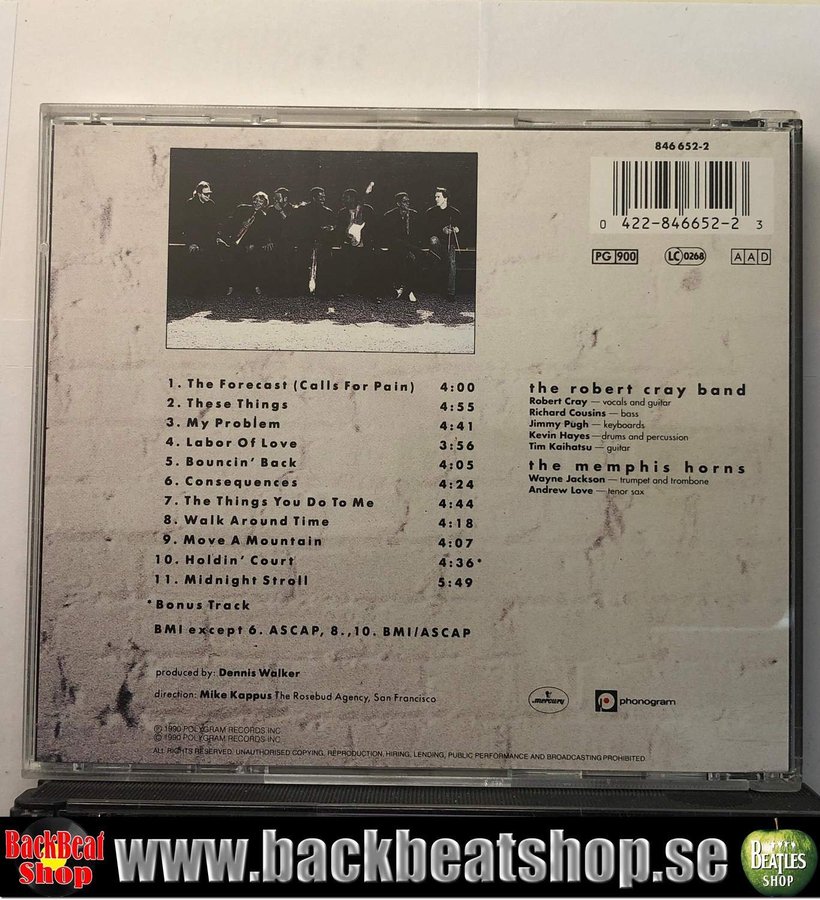 846 652-2
0 422-846652-2 3
PG 900 LC 0268 AAD
1. The Forecast (Calls For Pain) 4:00
2. These Things 4:55
3. My Problem 4:41
4. Labor Of Love 3:56
5. Bouncin' Back 4:05
6. Consequences 4:24
7. The Things You Do To Me 4:44
8. Walk Around Time 4:18
9. Move A Mountain 4:07
10. Holdin' Court 4:36*
11. Midnight Stroll 5:49
*Bonus Track
BMI except 6. ASCAP, 8.,10. BMI/ASCAP
the robert cray band
Robert Cray — vocals and guitar
Richard Cousins — bass
Jimmy Pugh — keyboards
Kevin Hayes — drums and percussion
Tim Kaihatsu — guitar
the memphis horns
Wayne Jackson — trumpet and trombone
Andrew Love — tenor sax
produced by: Dennis Walker
direction: Mike Kappus The Rosebud Agency, San Francisco
mercury
phonogram
℗ 1990 POLYGRAM RECORDS INC
© 1990 POLYGRAM RECORDS INC
ALL RIGHTS RESERVED. UNAUTHORISED COPYING, REPRODUCTION, HIRING, LENDING, PUBLIC PERFORMANCE AND BROADCASTING PROHIBITED.
BackBeat
Shop
www.backbeatshop.se
BEATLES
SHOP